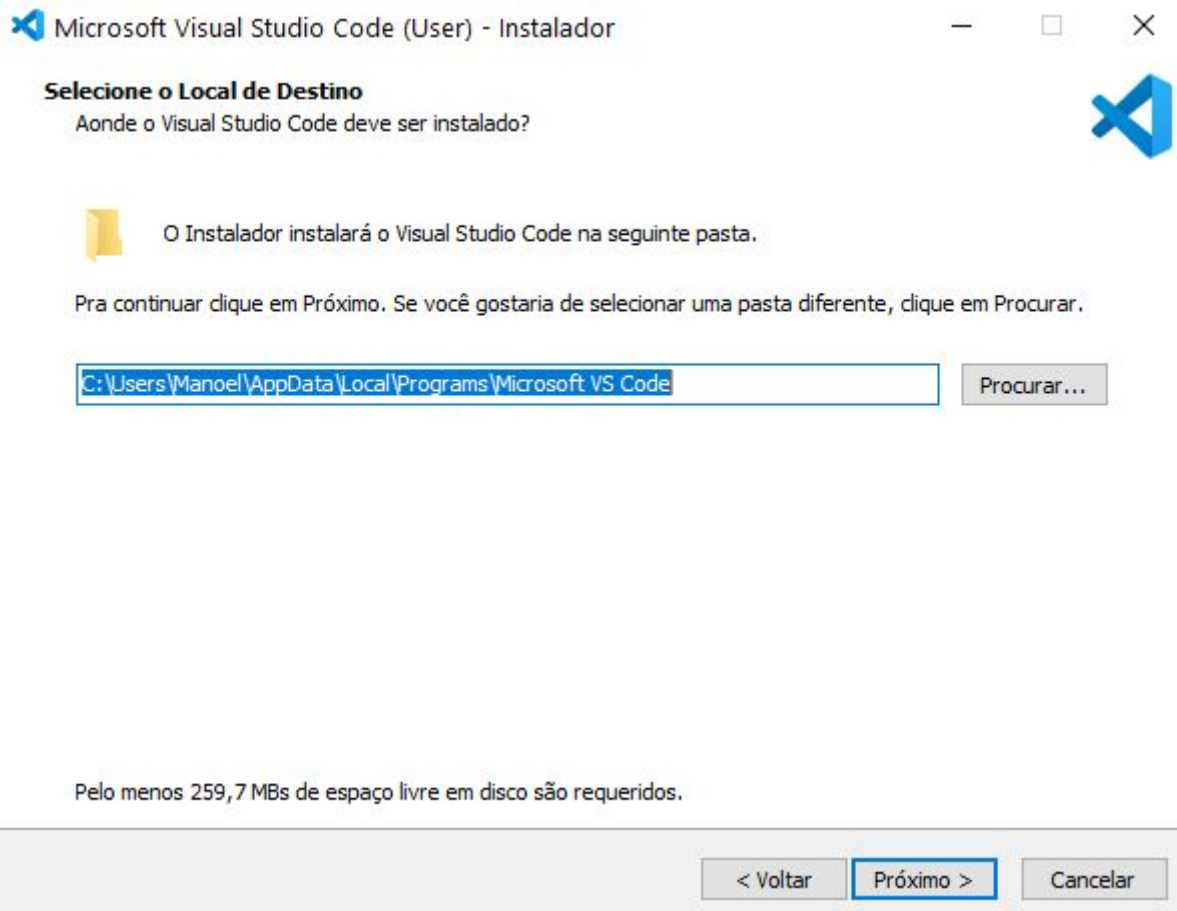 Microsoft Visual Studio Code (User) - Instalador
Selecione o Local de Destino
Aonde o Visual Studio Code deve ser instalado?
O Instalador instalará o Visual Studio Code na seguinte pasta.
Pra continuar clique em Próximo. Se você gostaria de selecionar uma pasta diferente, clique em Procurar.
C:\Users\Manoel\AppData\Local\Programs\Microsoft VS Code
Procurar...
Pelo menos 259,7 MBs de espaço livre em disco são requeridos.
< Voltar
Próximo >
Cancelar